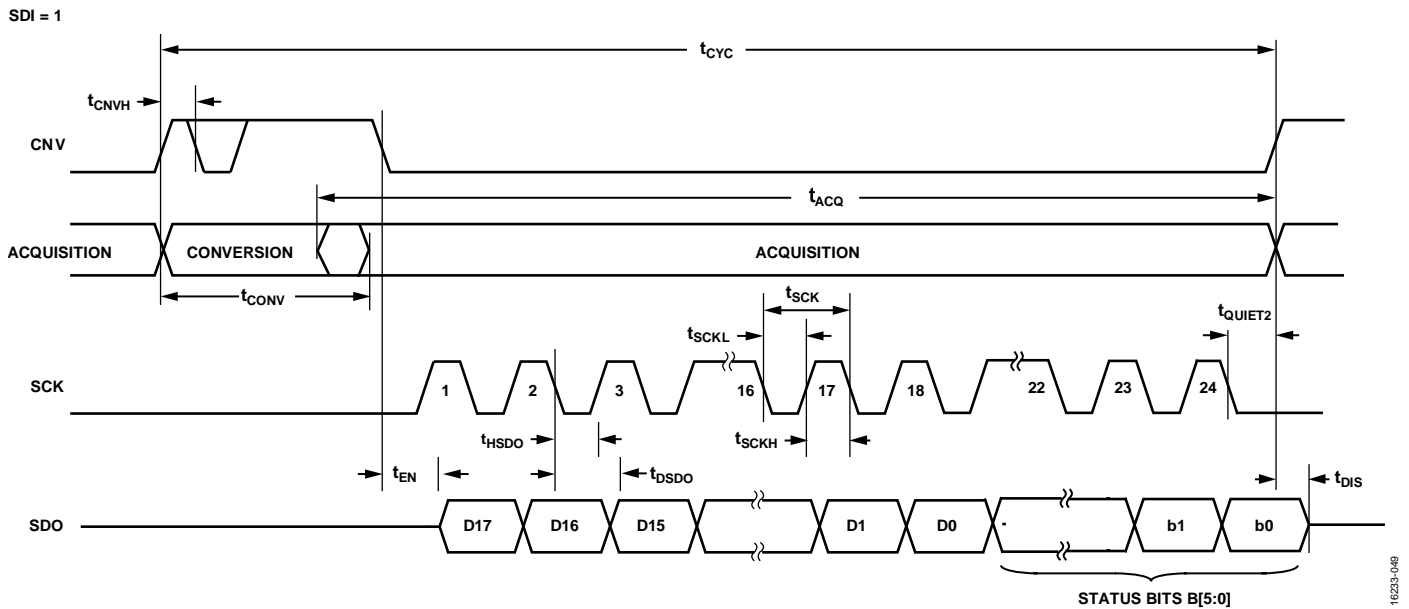 SDI = 1
tCYC
tCNVH
CNV
tACQ
ACQUISITION
CONVERSION
ACQUISITION
tCONV
tSCK
tQUIET2
tSCKL
SCK
1
2
3
16
17
18
22
23
24
tHSDO
tSCKH
tEN
tDSDO
tDIS
SDO
D17
D16
D15
D1
D0
b1
b0
STATUS BITS B[5:0]
16233-049